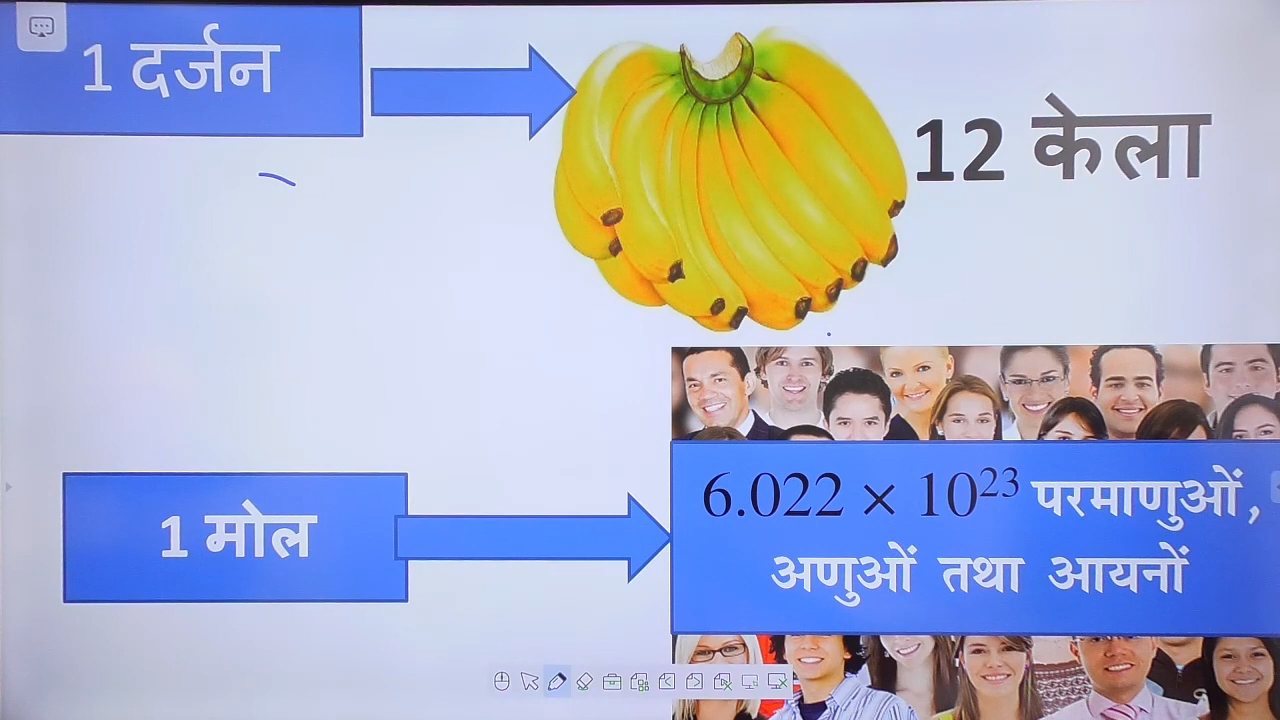 1 दर्जन
12 केला
1 मोल
6.022 × 10²³ परमाणुओं,
अणुओं तथा आयनों